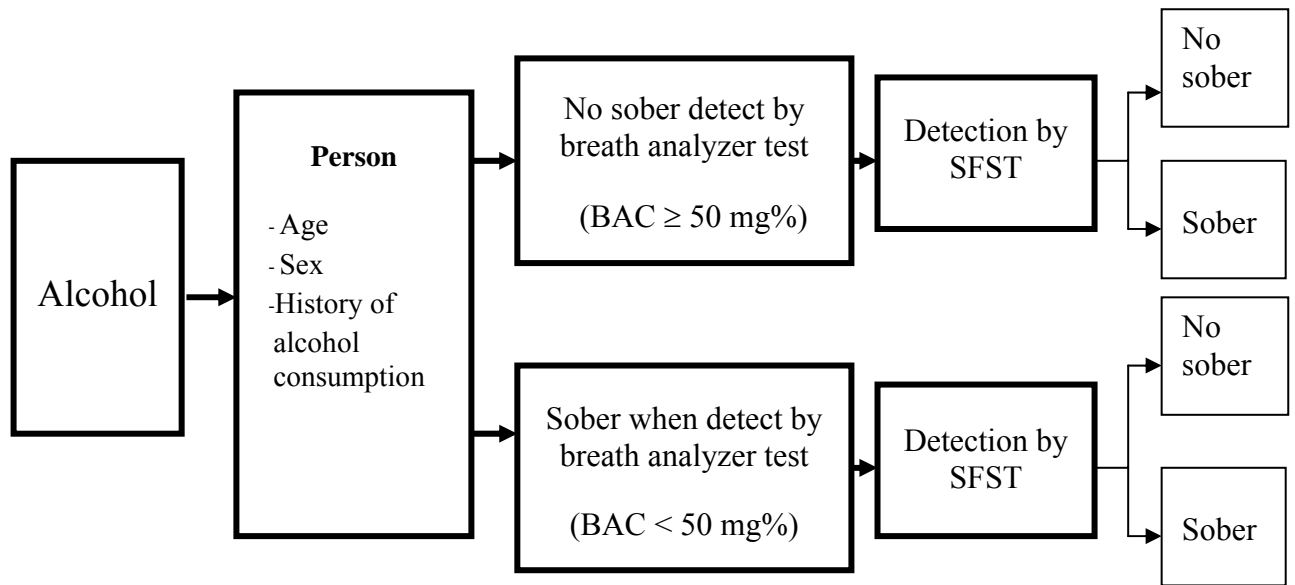 Alcohol
Person
- Age
- Sex
-History of
alcohol
consumption
No sober detect by
breath analyzer test
(BAC ≥ 50 mg%)
Detection by
SFST
No
sober
Sober
Sober when detect by
breath analyzer test
(BAC < 50 mg%)
Detection by
SFST
No
sober
Sober